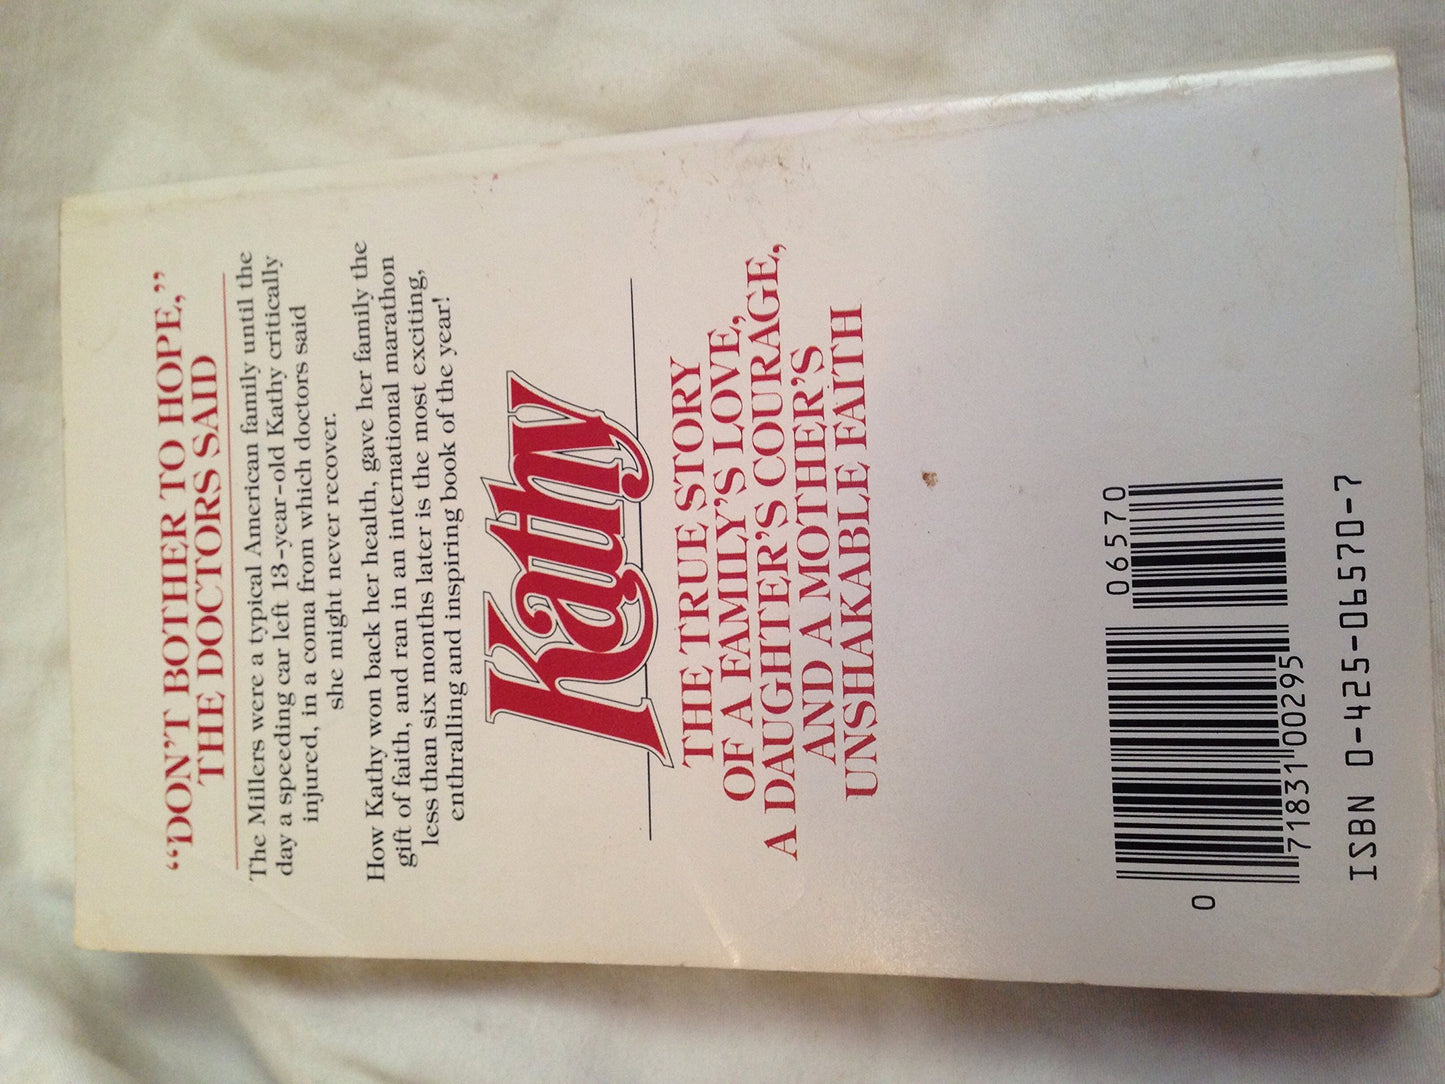 “DON’T BOTHER TO HOPE,”
THE DOCTORS SAID
The Millers were a typical American family until the
day a speeding car left 13-year-old Kathy critically
injured, in a coma from which doctors said
she might never recover.
How Kathy won back her health, gave her family the
gift of faith, and ran in an international marathon
less than six months later is the most exciting,
enthralling and inspiring book of the year!
Kathy
THE TRUE STORY
OF A FAMILY’S LOVE,
A DAUGHTER’S COURAGE,
AND A MOTHER’S
UNSHAKABLE FAITH
06570
0 71831 00295
ISBN 0-425-06570-7